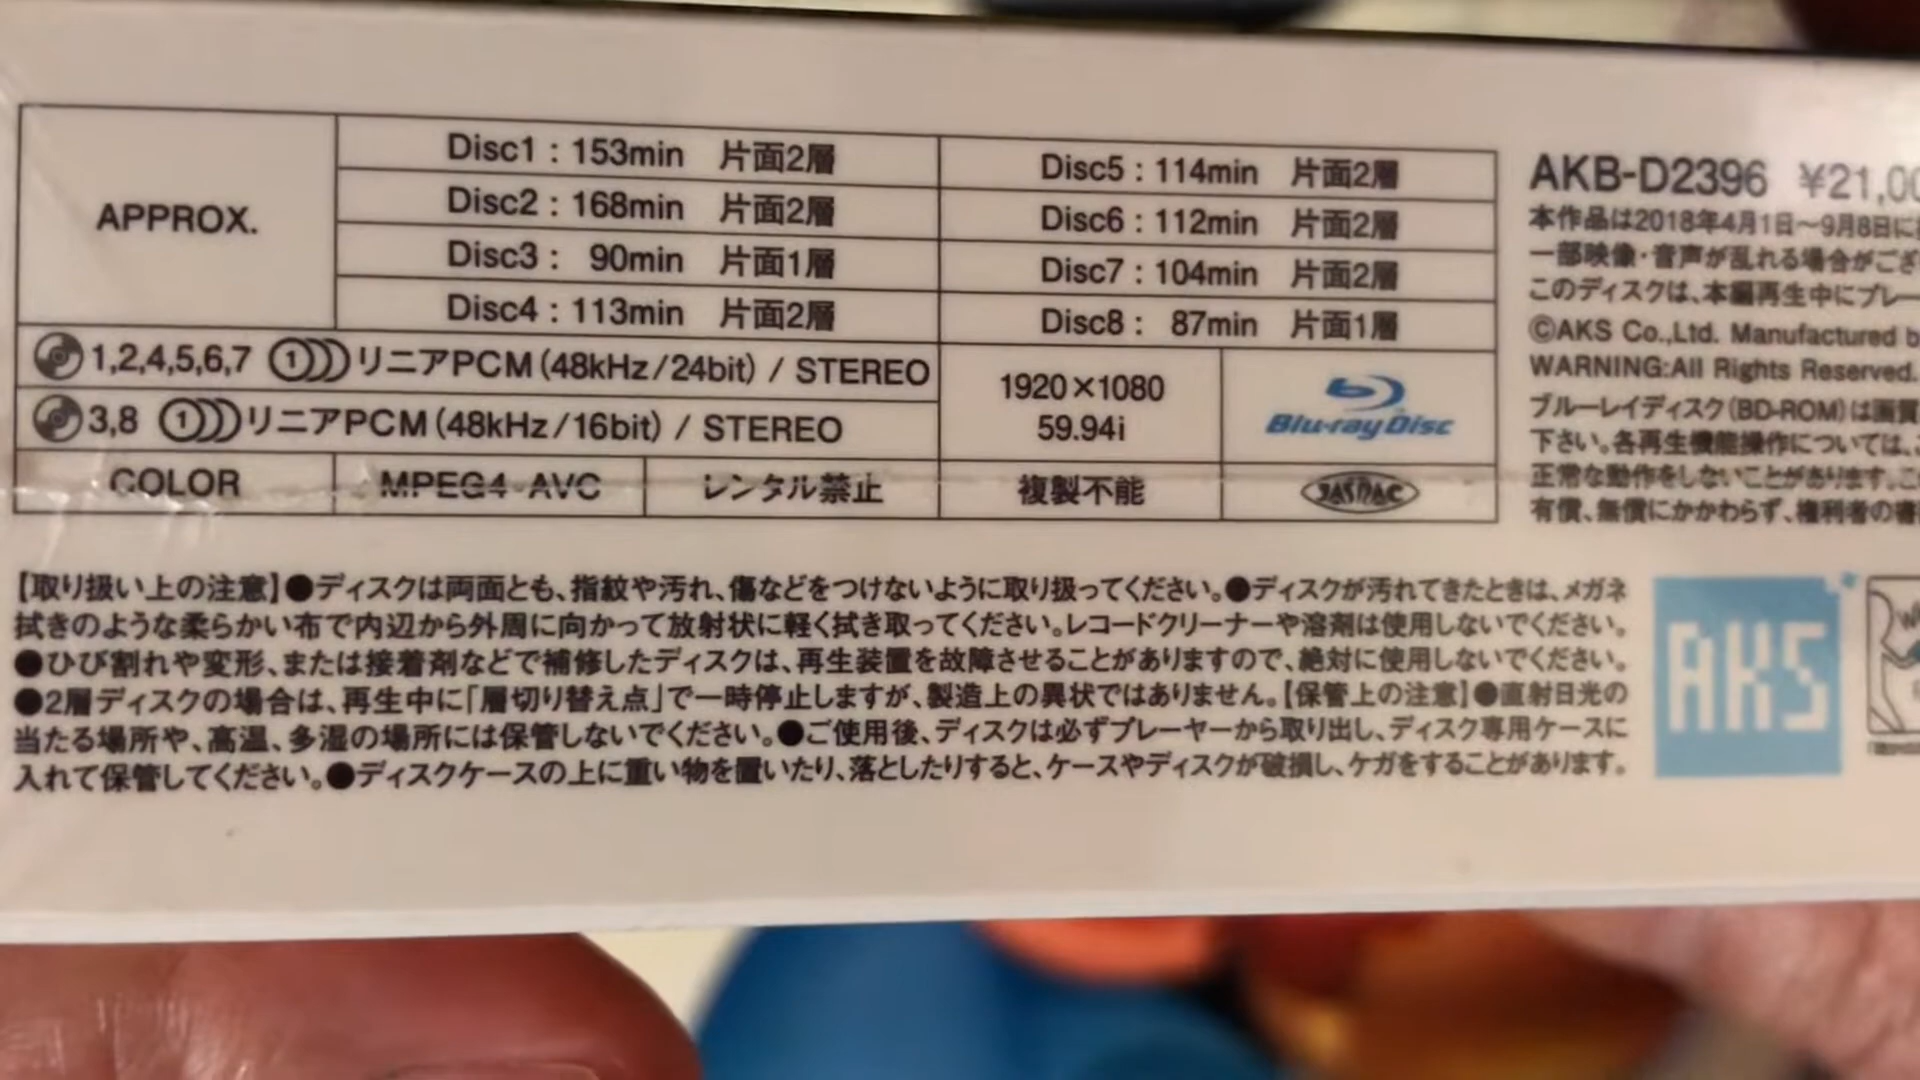 APPROX.
Disc1 : 153min 片面2層
Disc2 : 168min 片面2層
Disc3 : 90min 片面1層
Disc4 : 113min 片面2層
Disc5 : 114min 片面2層
Disc6 : 112min 片面2層
Disc7 : 104min 片面2層
Disc8 : 87min 片面1層
1,2,4,5,6,7 1 リニアPCM (48kHz/24bit) / STEREO
3,8 1 リニアPCM (48kHz/16bit) / STEREO
1920×1080
59.94i
Blu-ray Disc
COLOR
MPEG4-AVC
レンタル禁止
複製不能
AKB-D2396 ¥21,00
本作品は2018年4月1日〜9月8日に
一部映像・音声が乱れる場合がござ
このディスクは、本編再生中にプレー
©AKS Co.,Ltd. Manufactured b
WARNING:All Rights Reserved.
ブルーレイディスク(BD-ROM)は画質
下さい。各再生機能操作については、
正常な動作をしないことがあります。こ
有償、無償にかかわらず、権利者の
【取り扱い上の注意】●ディスクは両面とも、指紋や汚れ、傷などをつけないように取り扱ってください。●ディスクが汚れてきたときは、メガネ
拭きのような柔らかい布で内辺から外周に向かって放射状に軽く拭き取ってください。レコードクリーナーや溶剤は使用しないでください。
●ひび割れや変形、または接着剤などで補修したディスクは、再生装置を故障させることがありますので、絶対に使用しないでください。
●2層ディスクの場合は、再生中に「層切り替え点」で一時停止しますが、製造上の異状ではありません。【保管上の注意】●直射日光の
当たる場所や、高温、多湿の場所には保管しないでください。●ご使用後、ディスクは必ずプレーヤーから取り出し、ディスク専用ケースに
入れて保管してください。●ディスクケースの上に重い物を置いたり、落としたりすると、ケースやディスクが破損し、ケガをすることがあります。
AKS